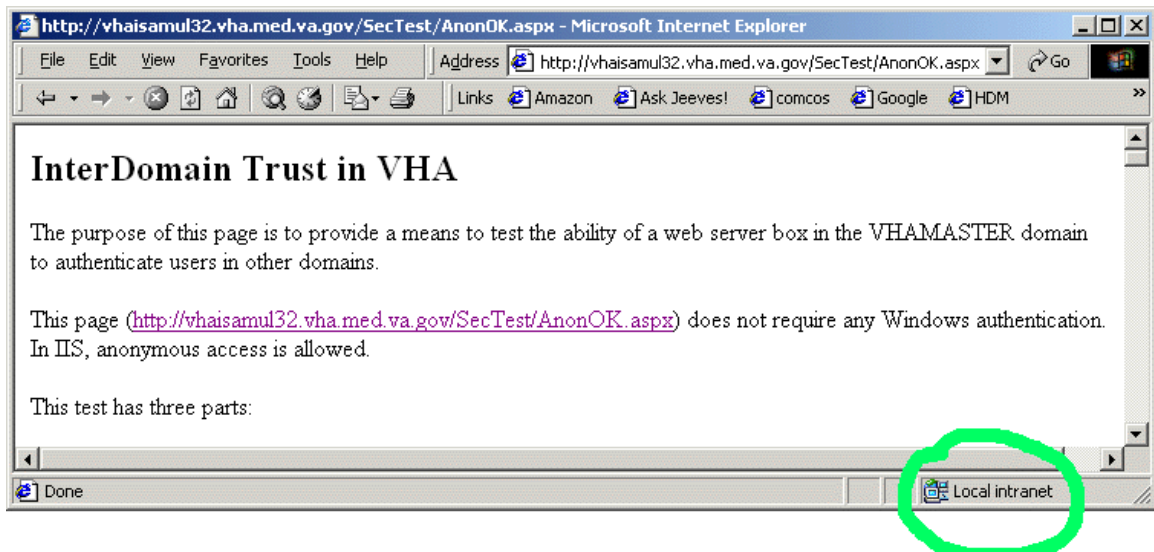 http://vhaisamul32.vha.med.va.gov/SecTest/AnonOK.aspx - Microsoft Internet Explorer
File Edit View Favorites Tools Help Address http://vhaisamul32.vha.med.va.gov/SecTest/AnonOK.aspx Go
Links Amazon Ask Jeeves! comcos Google HDM »
InterDomain Trust in VHA
The purpose of this page is to provide a means to test the ability of a web server box in the VHAMASTER domain
to authenticate users in other domains.
This page (http://vhaisamul32.vha.med.va.gov/SecTest/AnonOK.aspx) does not require any Windows authentication.
In IIS, anonymous access is allowed.
This test has three parts:
Done Local intranet